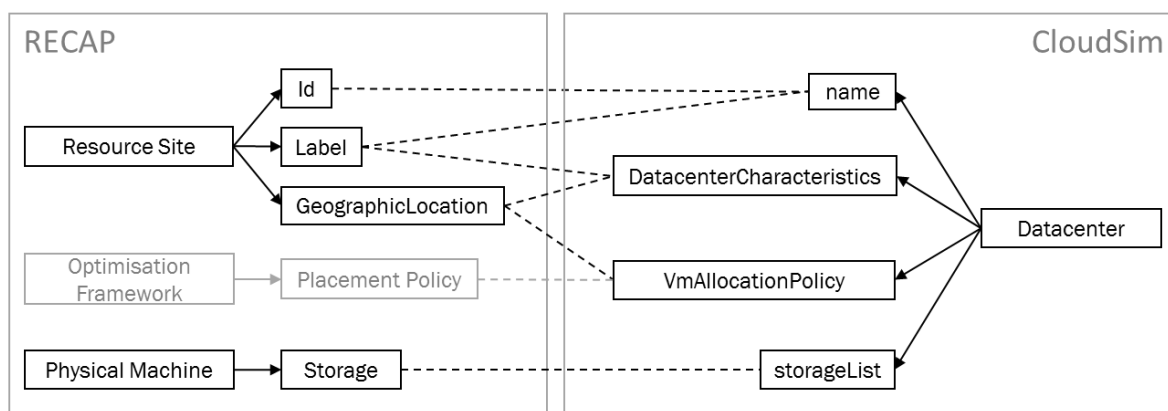 RECAP
CloudSim
Id
name
Resource Site
Label
DatacenterCharacteristics
GeographicLocation
Datacenter
Optimisation
Framework
Placement Policy
VmAllocationPolicy
Physical Machine
Storage
storageList